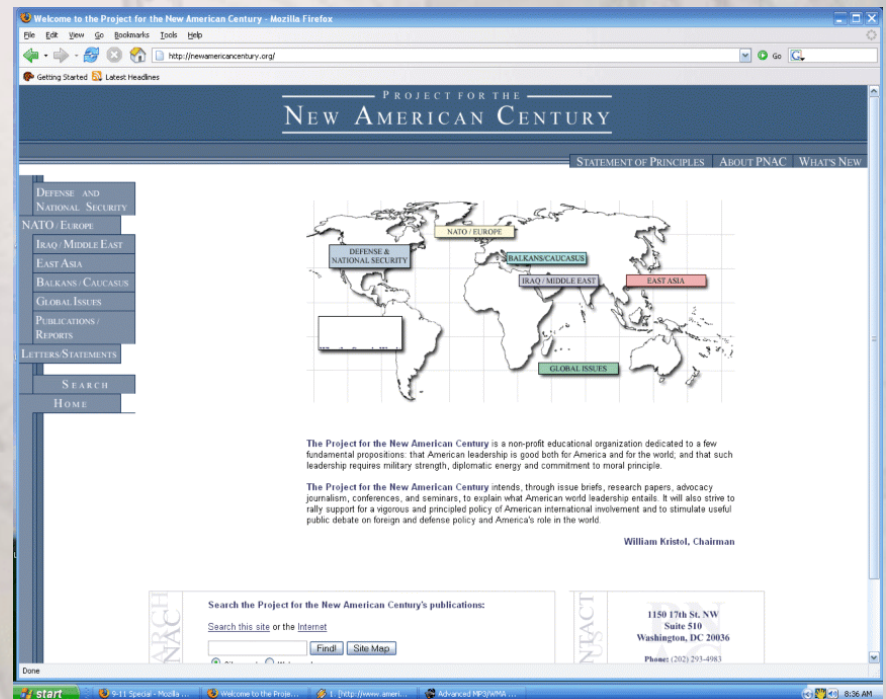 Welcome to the Project for the New American Century - Mozilla Firefox
File Edit View Go Bookmarks Tools Help
http://newamericancentury.org/
Go
Getting Started Latest Headlines
PROJECT FOR THE
NEW AMERICAN CENTURY
STATEMENT OF PRINCIPLES ABOUT PNAC WHAT'S NEW
DEFENSE AND
NATIONAL SECURITY
NATO / EUROPE
IRAQ / MIDDLE EAST
EAST ASIA
BALKANS / CAUCASUS
GLOBAL ISSUES
PUBLICATIONS /
REPORTS
LETTERS/STATEMENTS
SEARCH
HOME
NATO / EUROPE
DEFENSE &
NATIONAL SECURITY
BALKANS/CAUCASUS
IRAQ / MIDDLE EAST
EAST ASIA
GLOBAL ISSUES
The Project for the New American Century is a non-profit educational organization dedicated to a few
fundamental propositions: that American leadership is good both for America and for the world; and that such
leadership requires military strength, diplomatic energy and commitment to moral principle.
The Project for the New American Century intends, through issue briefs, research papers, advocacy
journalism, conferences, and seminars, to explain what American world leadership entails. It will also strive to
rally support for a vigorous and principled policy of American international involvement and to stimulate useful
public debate on foreign and defense policy and America's role in the world.
William Kristol, Chairman
Search the Project for the New American Century's publications:
Search this site or the Internet
Find! Site Map
1150 17th St. NW
Suite 510
Washington, DC 20036
Phone: (202) 293-4983
Done
start 9-11 Special - Mozilla ... Welcome to the Proje... 1. [http://www.ameri... Advanced MP3/WMA ... 8:36 AM